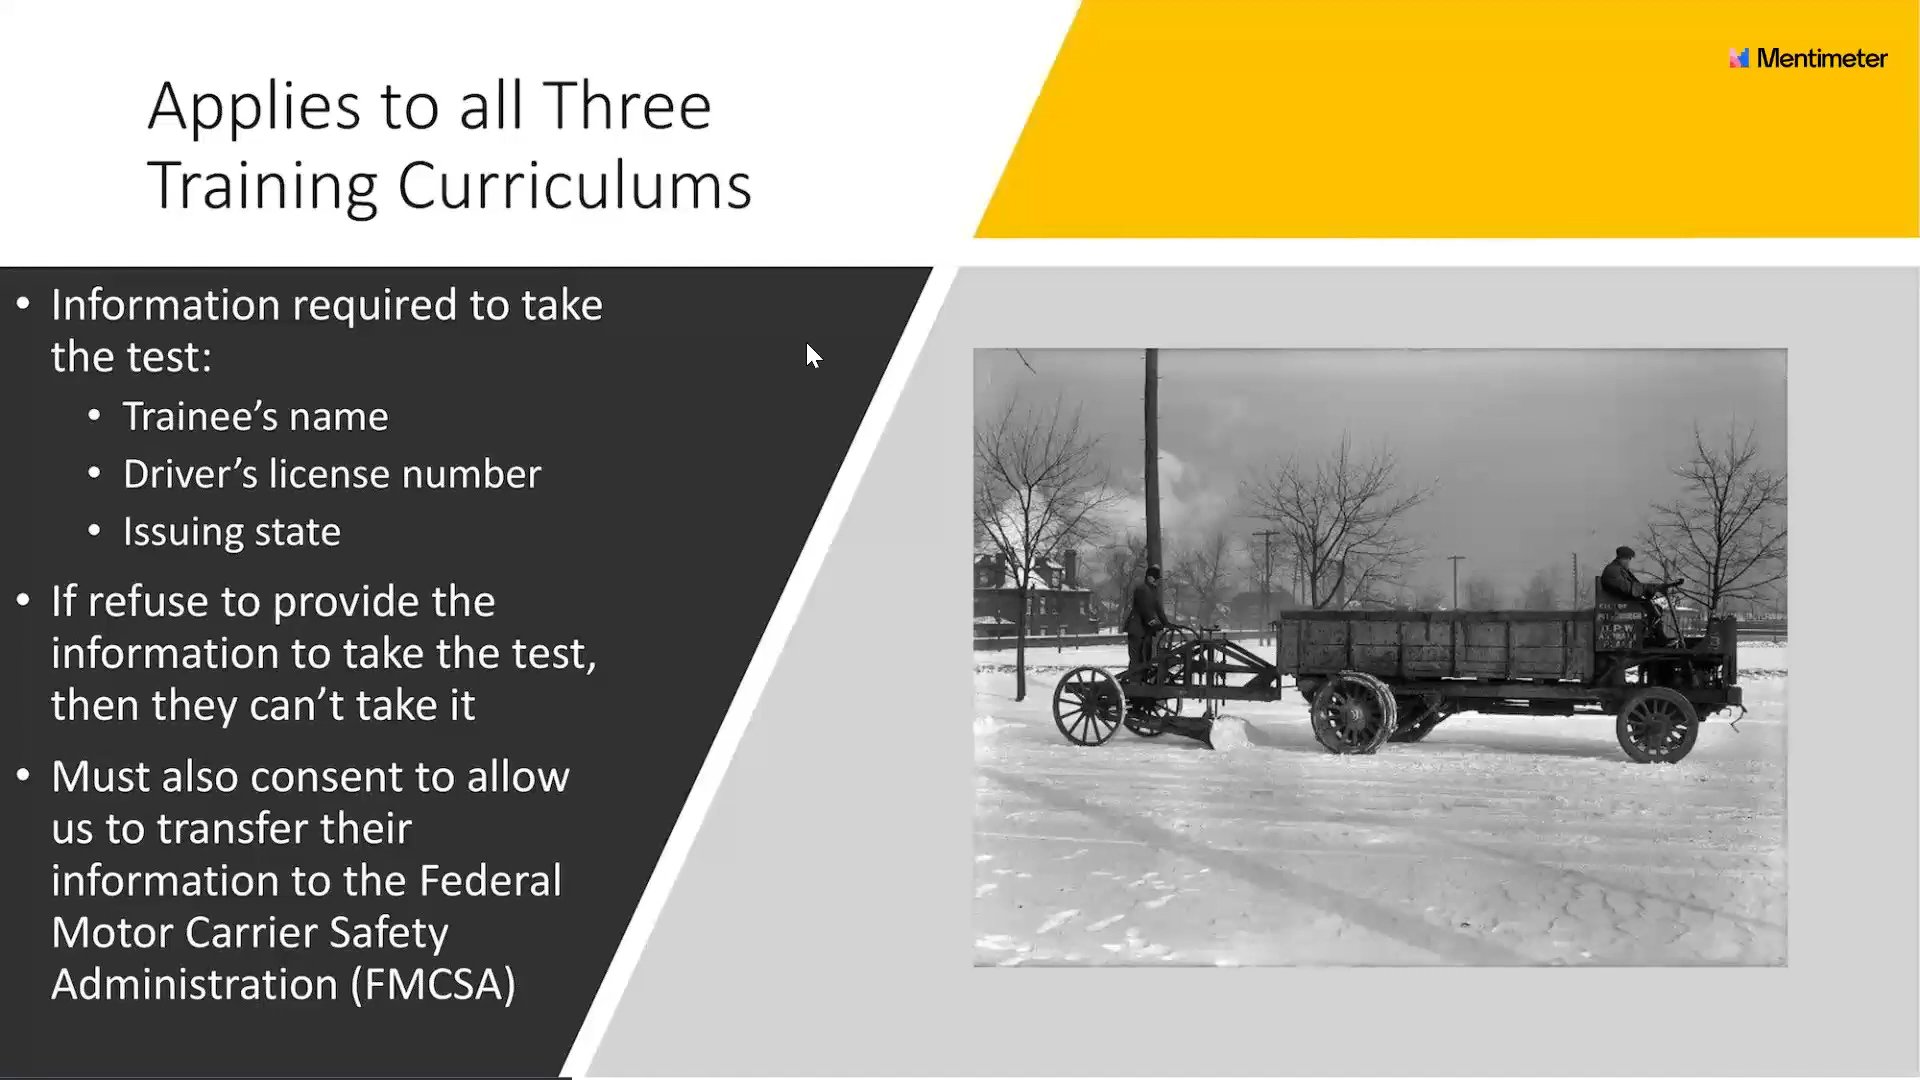 Mentimeter
Applies to all Three
Training Curriculums
• Information required to take
the test:
• Trainee’s name
• Driver’s license number
• Issuing state
• If refuse to provide the
information to take the test,
then they can’t take it
• Must also consent to allow
us to transfer their
information to the Federal
Motor Carrier Safety
Administration (FMCSA)